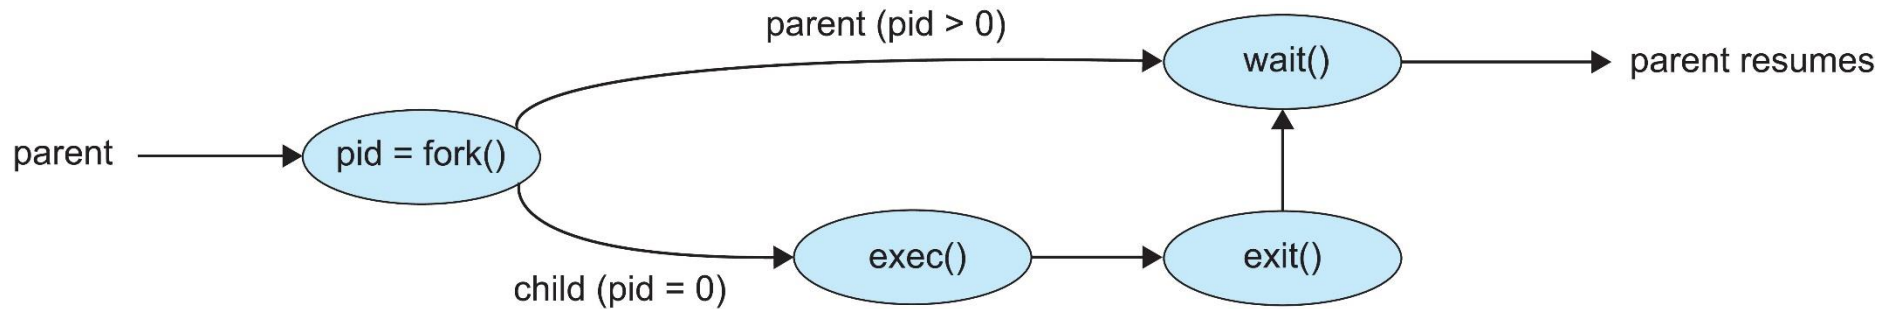 parent
pid = fork()
parent (pid > 0)
wait()
parent resumes
child (pid = 0)
exec()
exit()